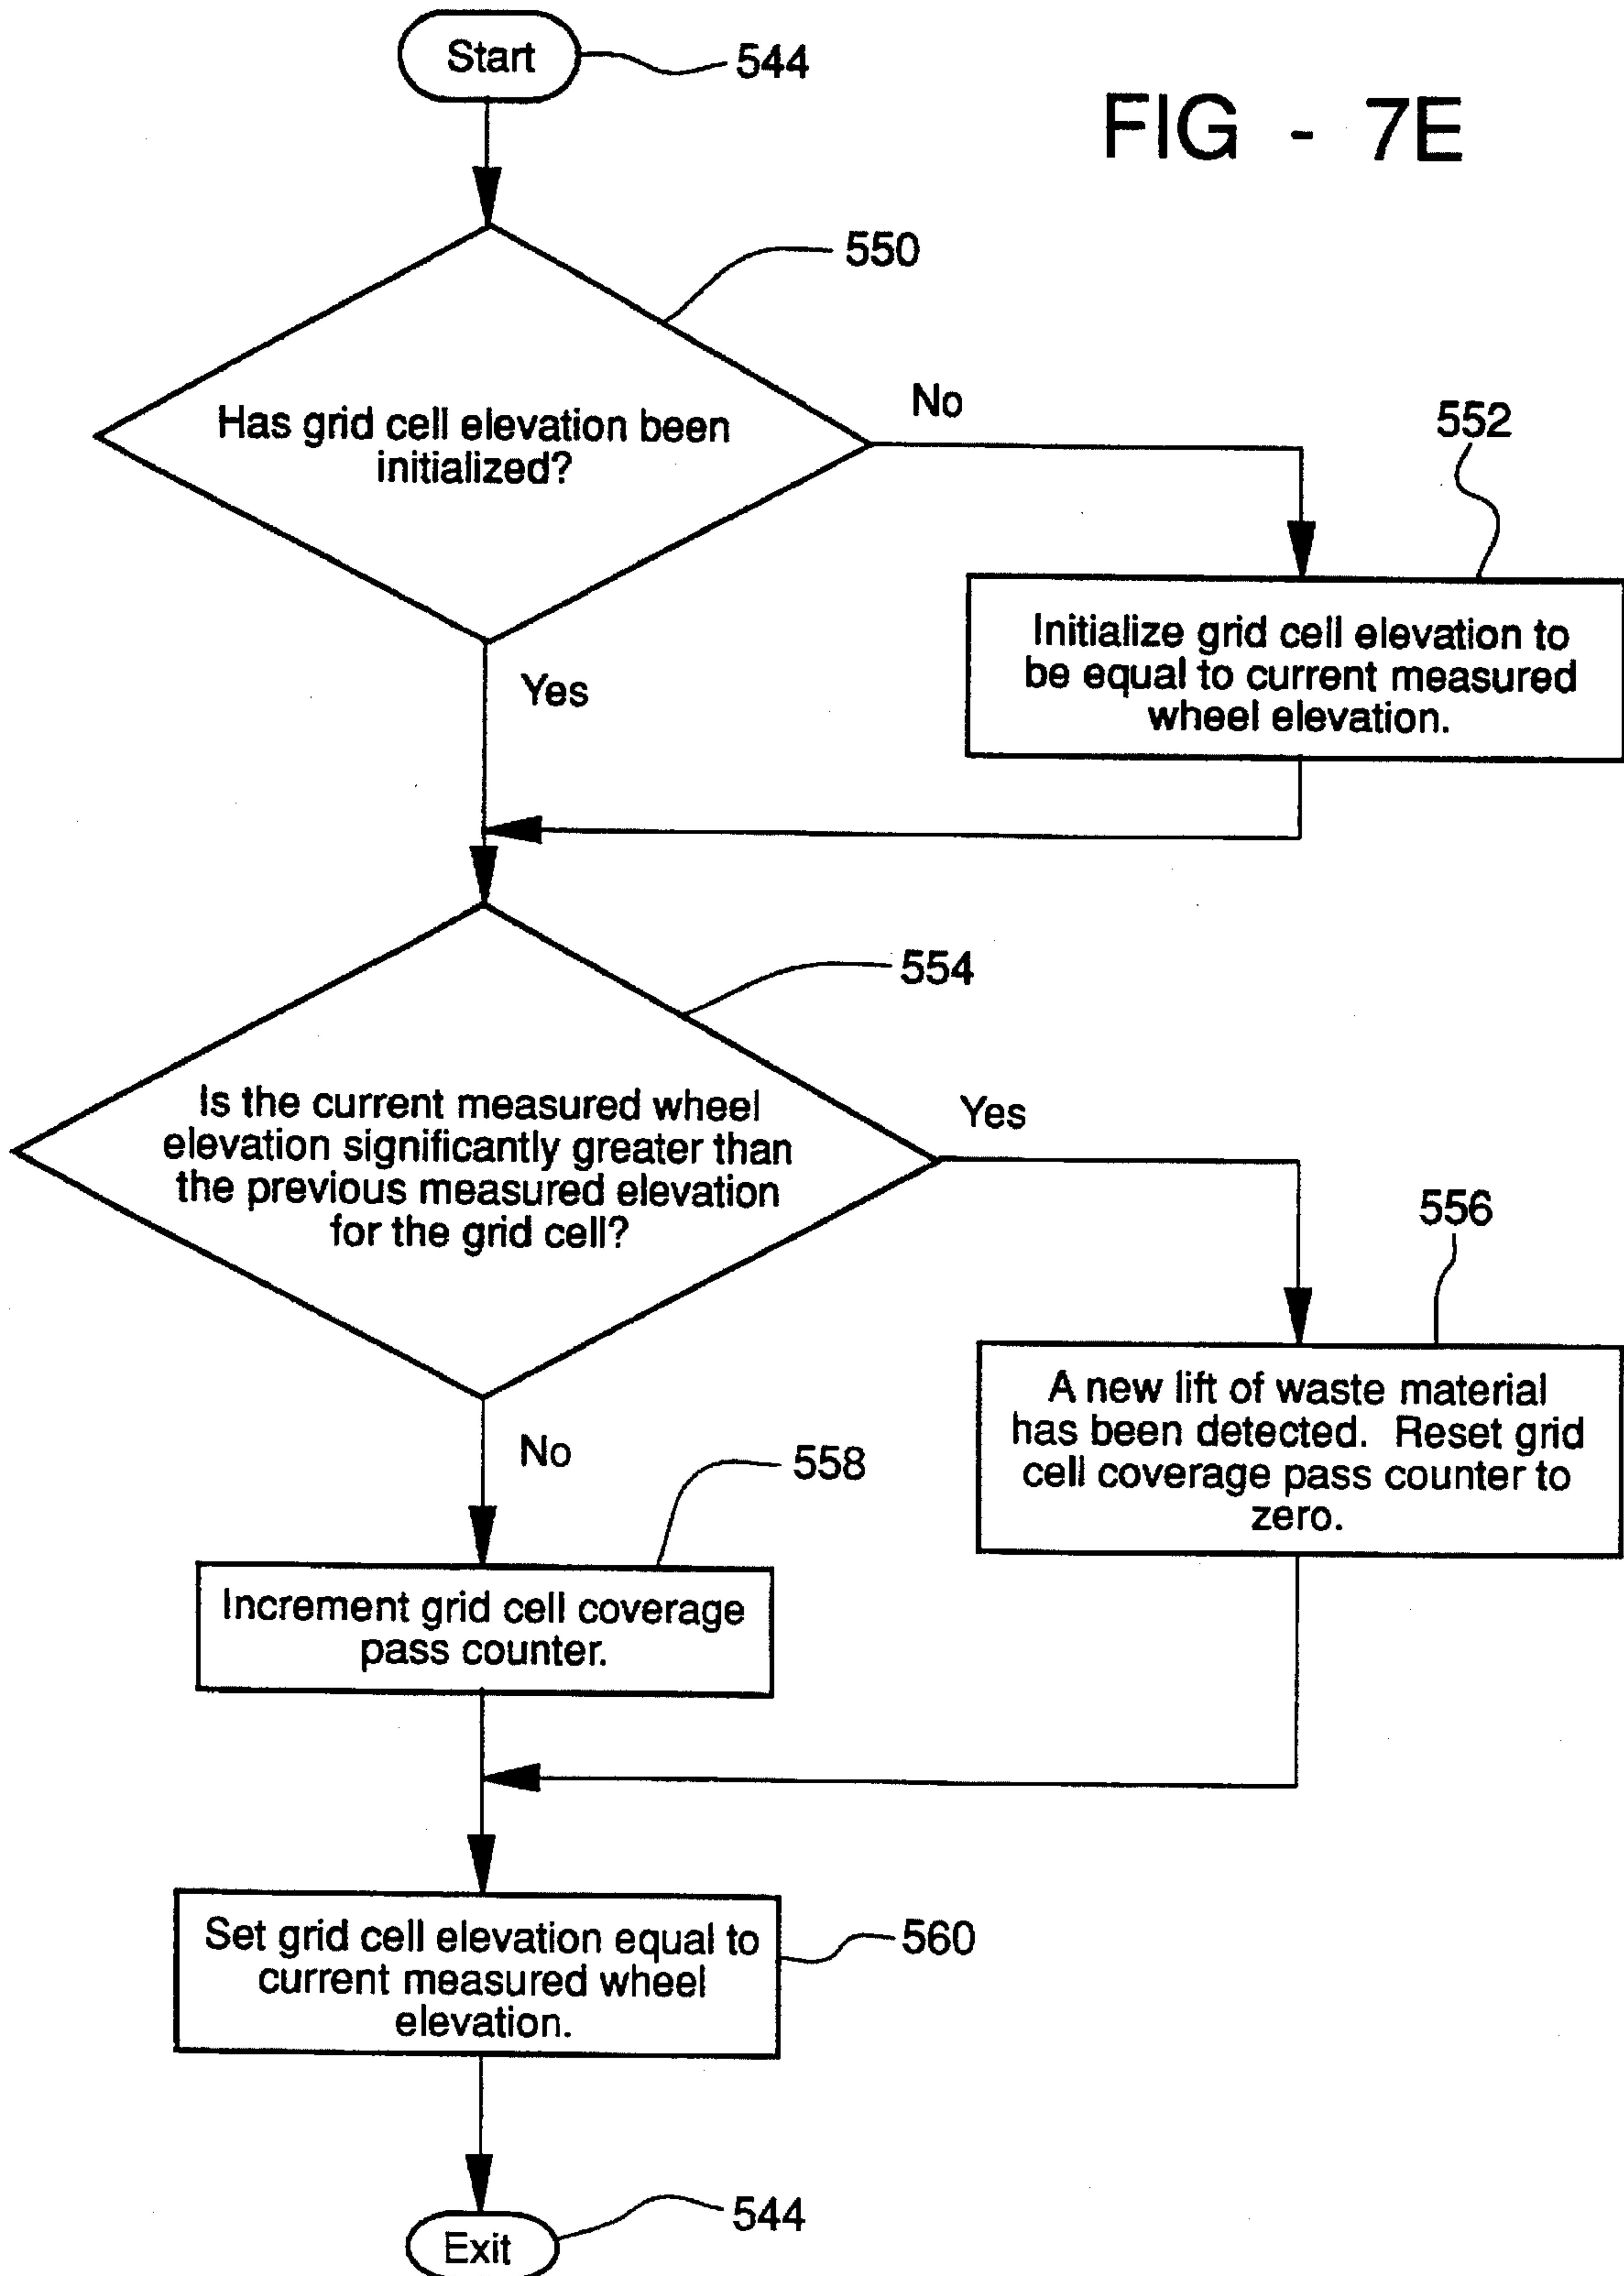 Start
544
FIG - 7E
550
Has grid cell elevation been
initialized?
No
552
Initialize grid cell elevation to
be equal to current measured
wheel elevation.
Yes
554
Is the current measured wheel
elevation significantly greater than
the previous measured elevation
for the grid cell?
Yes
556
A new lift of waste material
has been detected. Reset grid
cell coverage pass counter to
zero.
No
558
Increment grid cell coverage
pass counter.
Set grid cell elevation equal to
current measured wheel
elevation.
560
Exit
544